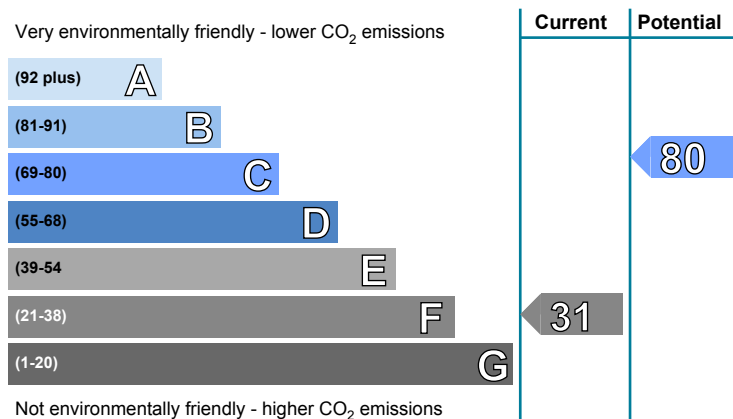 Current Potential
Very environmentally friendly - lower CO₂ emissions
(92 plus) A
(81-91) B
(69-80) C
80
(55-68) D
(39-54 E
(21-38) F
31
(1-20) G
Not environmentally friendly - higher CO₂ emissions